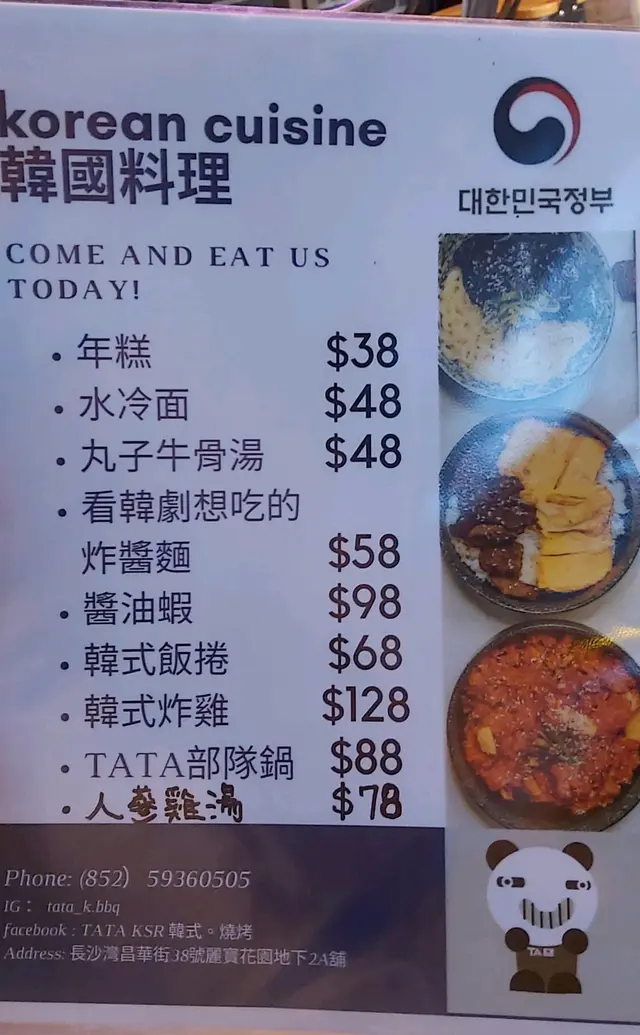 korean cuisine
韓國料理
대한민국정부
COME AND EAT US
TODAY!
• 年糕 $38
• 水冷面 $48
• 丸子牛骨湯 $48
• 看韓劇想吃的
炸醬麵 $58
• 醬油蝦 $98
• 韓式飯捲 $68
• 韓式炸雞 $128
• TATA部隊鍋 $88
• 人蔘雞湯 $78
Phone: (852) 59360505
IG： tata_k.bbq
facebook : TATA KSR 韓式。燒烤
Address: 長沙灣昌華街38號麗寶花園地下2A舖